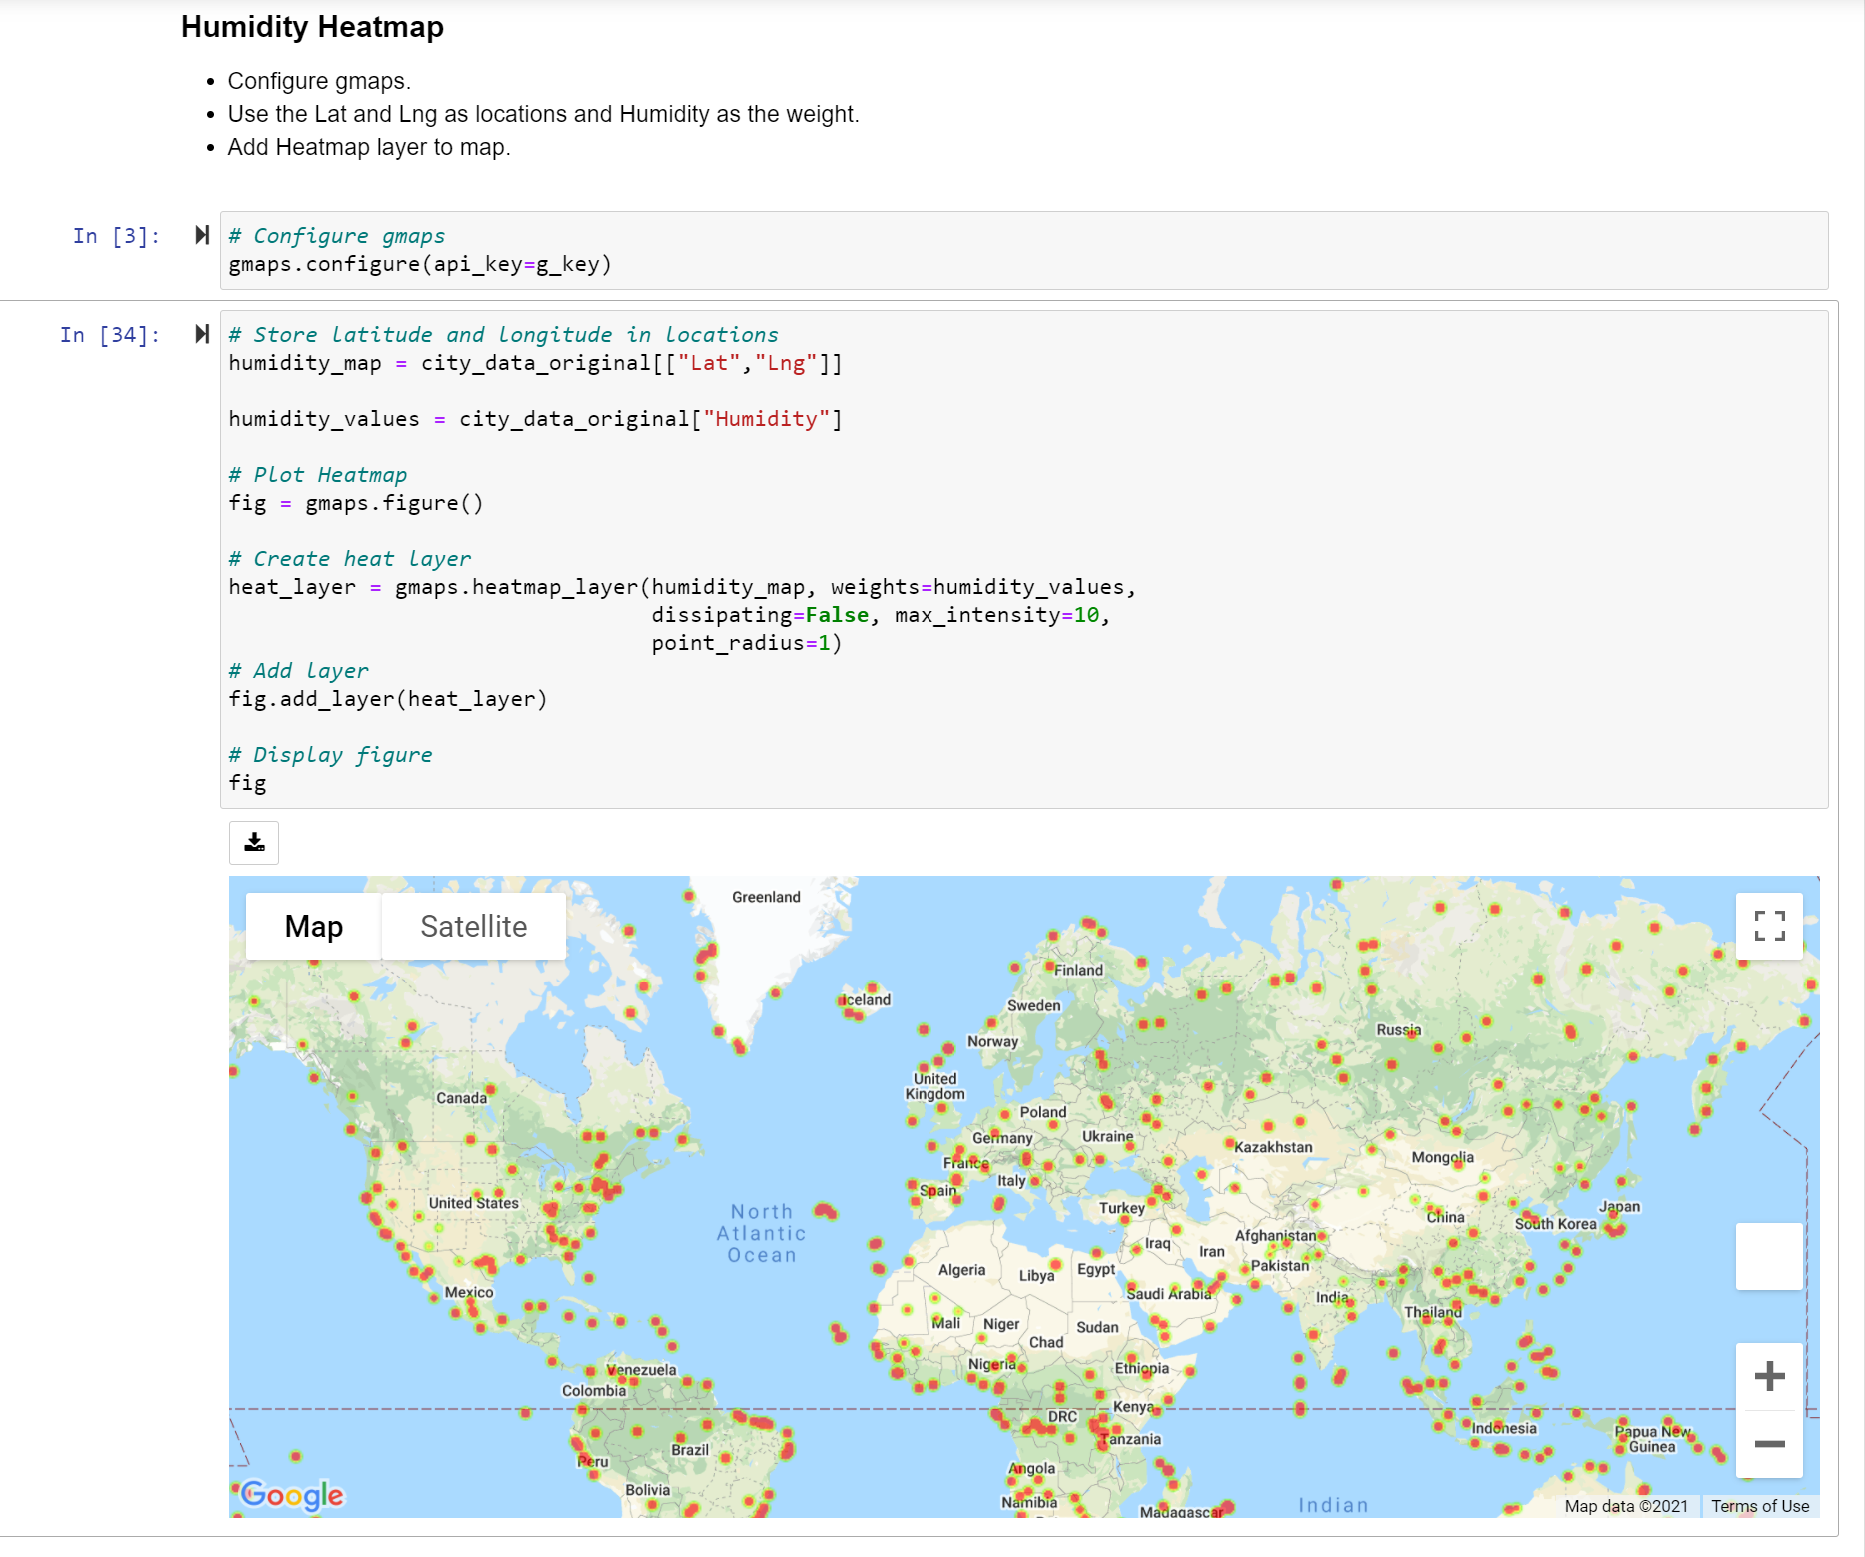 Humidity Heatmap
• Configure gmaps.
• Use the Lat and Lng as locations and Humidity as the weight.
• Add Heatmap layer to map.
In [3]:
# Configure gmaps
gmaps.configure(api_key=g_key)
In [34]:
# Store latitude and longitude in locations
humidity_map = city_data_original[["Lat","Lng"]]
humidity_values = city_data_original["Humidity"]
# Plot Heatmap
fig = gmaps.figure()
# Create heat layer
heat_layer = gmaps.heatmap_layer(humidity_map, weights=humidity_values,
dissipating=False, max_intensity=10,
point_radius=1)
# Add layer
fig.add_layer(heat_layer)
# Display figure
fig
Map
Satellite
Greenland
Finland
Iceland
Sweden
Russia
Norway
United
Kingdom
Canada
Poland
Germany
Ukraine
Kazakhstan
Mongolia
France
Italy
Spain
United States
North
Atlantic
Ocean
Turkey
China
Japan
South Korea
Afghanistan
Iraq
Iran
Pakistan
Algeria
Libya
Egypt
Saudi Arabia
India
Mexico
Thailand
Mali
Niger
Sudan
Chad
Nigeria
Ethiopia
Venezuela
Colombia
Kenya
DRC
Tanzania
Indonesia
Papua New
Guinea
Brazil
Peru
Angola
Bolivia
Namibia
Madagascar
Indian
Google
Map data ©2021
Terms of Use